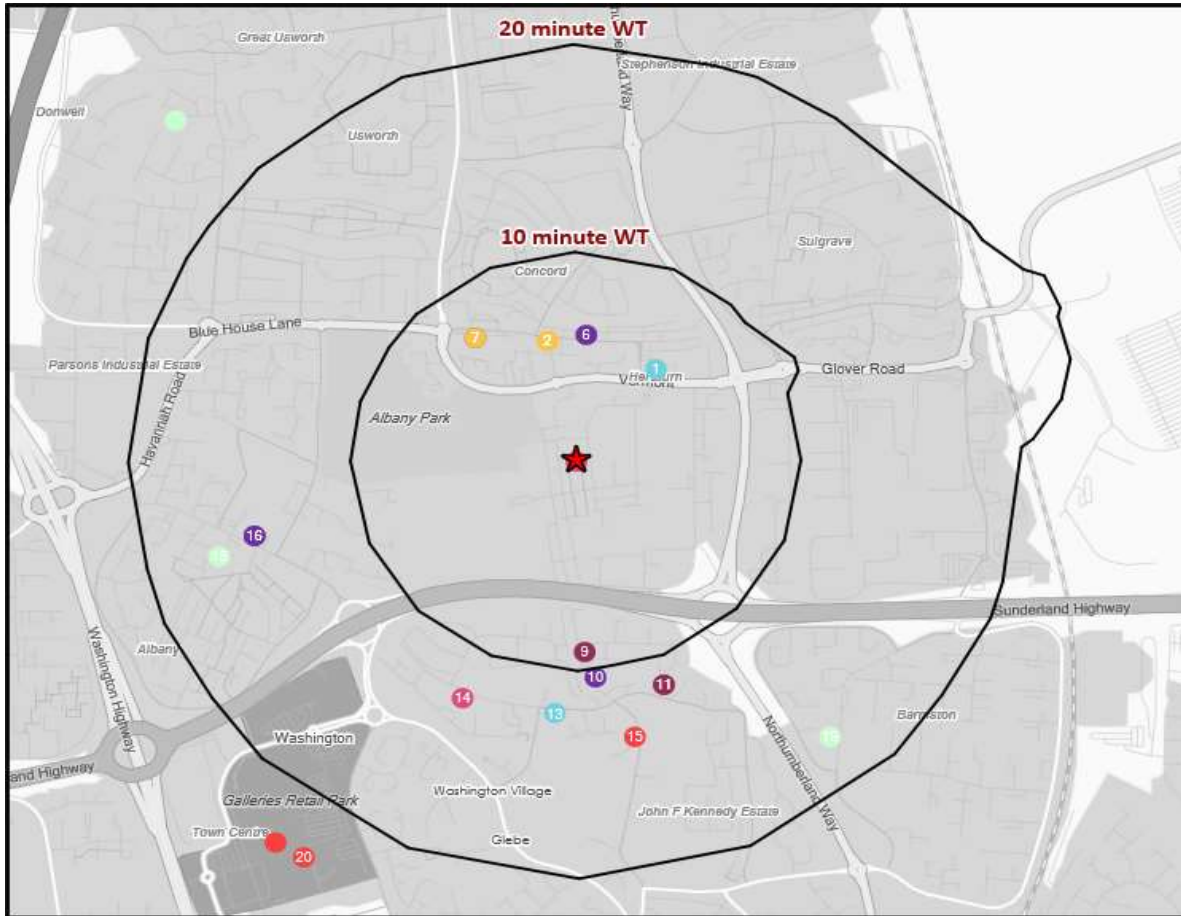 20 minute WT
Great Usworth
Stephenson Industrial Estate
Donwell
Usworth
10 minute WT
Sulgrave
Concord
Blue House Lane
7
2
6
Parsons Industrial Estate
1
Glover Road
Havannah Road
Albany Park
16
Sunderland Highway
Albany
9
10
11
14
13
15
Washington Highway
Washington
Barmston
Northumberland Way
land Highway
Galleries Retail Park
Washington Village
John F Kennedy Estate
Town Centre
Glebe
20